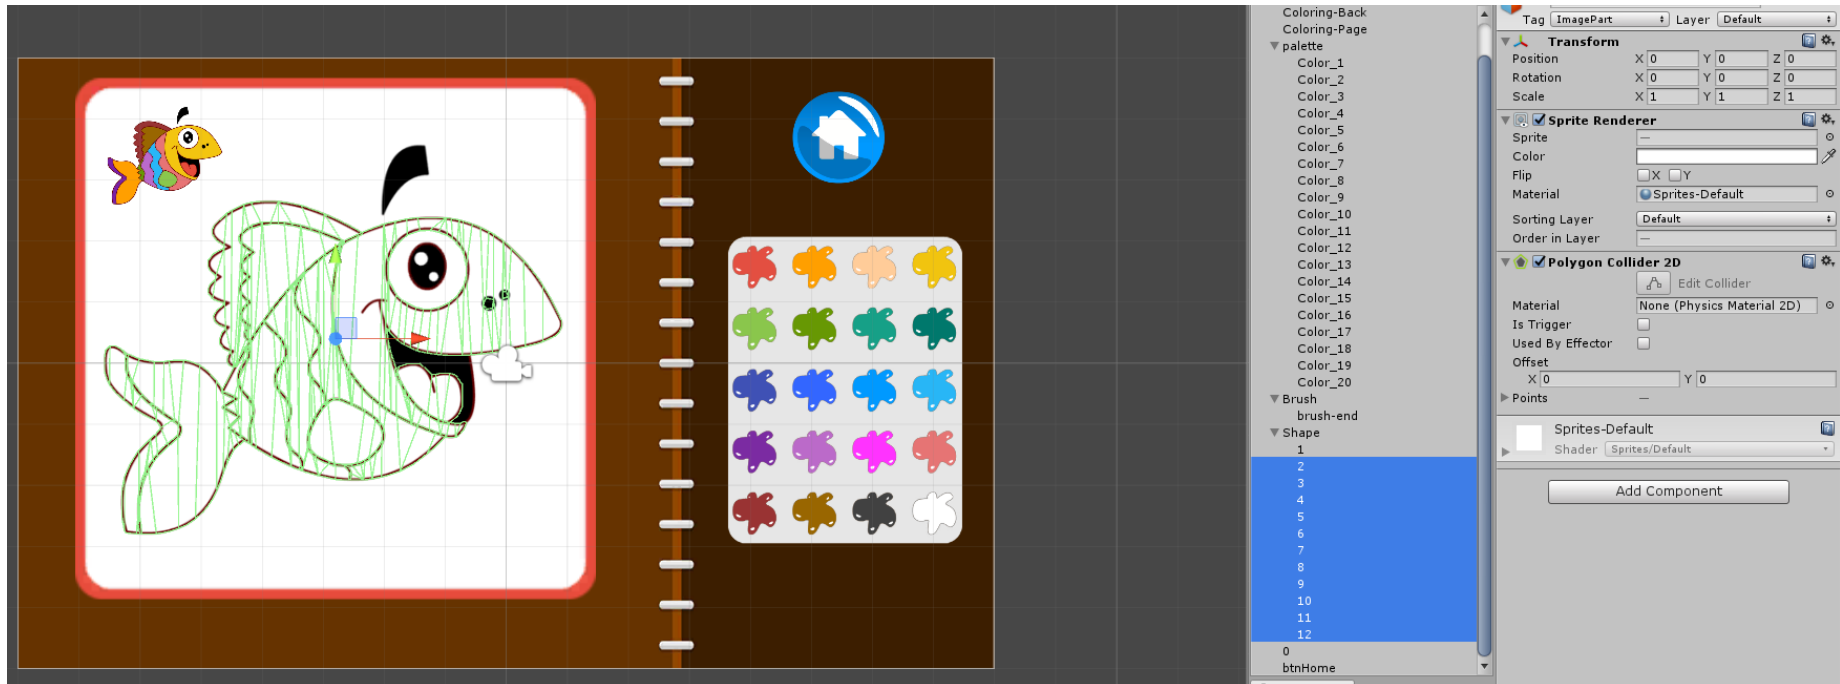 Coloring-Back
Coloring-Page
palette
Color_1
Color_2
Color_3
Color_4
Color_5
Color_6
Color_7
Color_8
Color_9
Color_10
Color_11
Color_12
Color_13
Color_14
Color_15
Color_16
Color_17
Color_18
Color_19
Color_20
Brush
brush-end
Shape
1
2
3
4
5
6
7
8
9
10
11
12
0
btnHome
Tag ImagePart Layer Default
Transform
Position X 0 Y 0 Z 0
Rotation X 0 Y 0 Z 0
Scale X 1 Y 1 Z 1
Sprite Renderer
Sprite —
Color
Flip X Y
Material Sprites-Default
Sorting Layer Default
Order in Layer —
Polygon Collider 2D
Edit Collider
Material None (Physics Material 2D)
Is Trigger
Used By Effector
Offset
X 0 Y 0
Points —
Sprites-Default
Shader Sprites/Default
Add Component